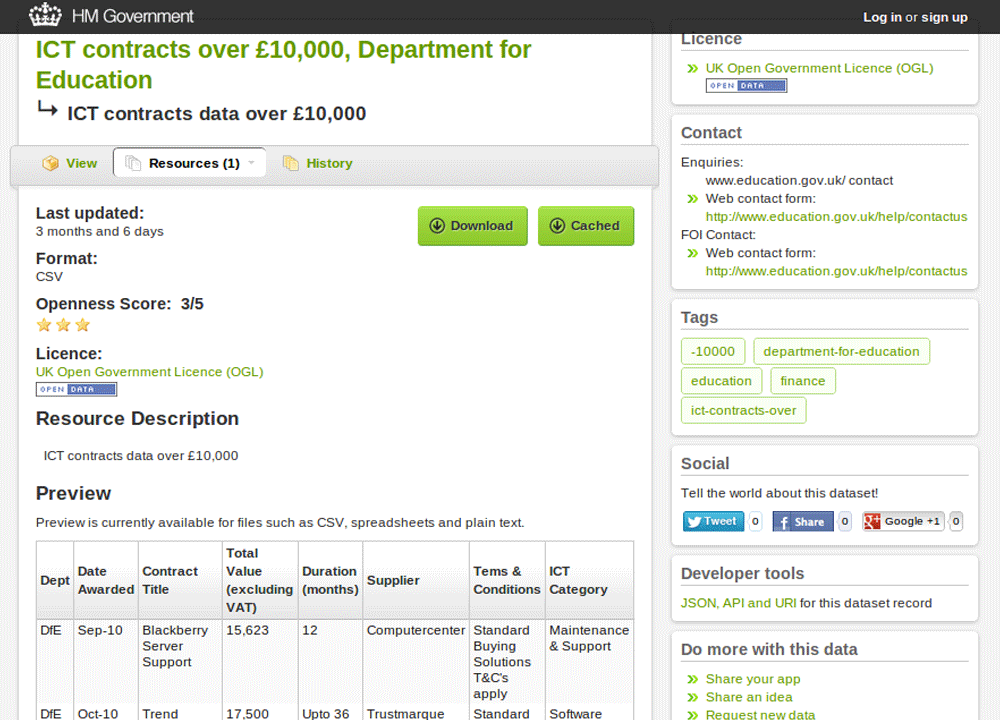 HM Government
Log in or sign up
ICT contracts over £10,000, Department for
Education
ICT contracts data over £10,000
View
Resources (1)
History
Last updated:
3 months and 6 days
Download
Cached
Format:
CSV
Openness Score: 3/5
Licence:
UK Open Government Licence (OGL)
OPEN DATA
Resource Description
ICT contracts data over £10,000
Preview
Preview is currently available for files such as CSV, spreadsheets and plain text.
Dept
Date
Awarded
Contract
Title
Total
Value
(excluding
VAT)
Duration
(months)
Supplier
Tems &
Conditions
ICT
Category
DfE
Sep-10
Blackberry
Server
Support
15,623
12
Computercenter
Standard
Buying
Solutions
T&C's
apply
Maintenance
& Support
DfE
Oct-10
Trend
17,500
Upto 36
Trustmarque
Standard
Software
Licence
UK Open Government Licence (OGL)
OPEN DATA
Contact
Enquiries:
www.education.gov.uk/ contact
Web contact form:
http://www.education.gov.uk/help/contactus
FOI Contact:
Web contact form:
http://www.education.gov.uk/help/contactus
Tags
-10000
department-for-education
education
finance
ict-contracts-over
Social
Tell the world about this dataset!
Tweet
0
f Share
0
g+ Google +1
0
Developer tools
JSON, API and URI for this dataset record
Do more with this data
Share your app
Share an idea
Request new data